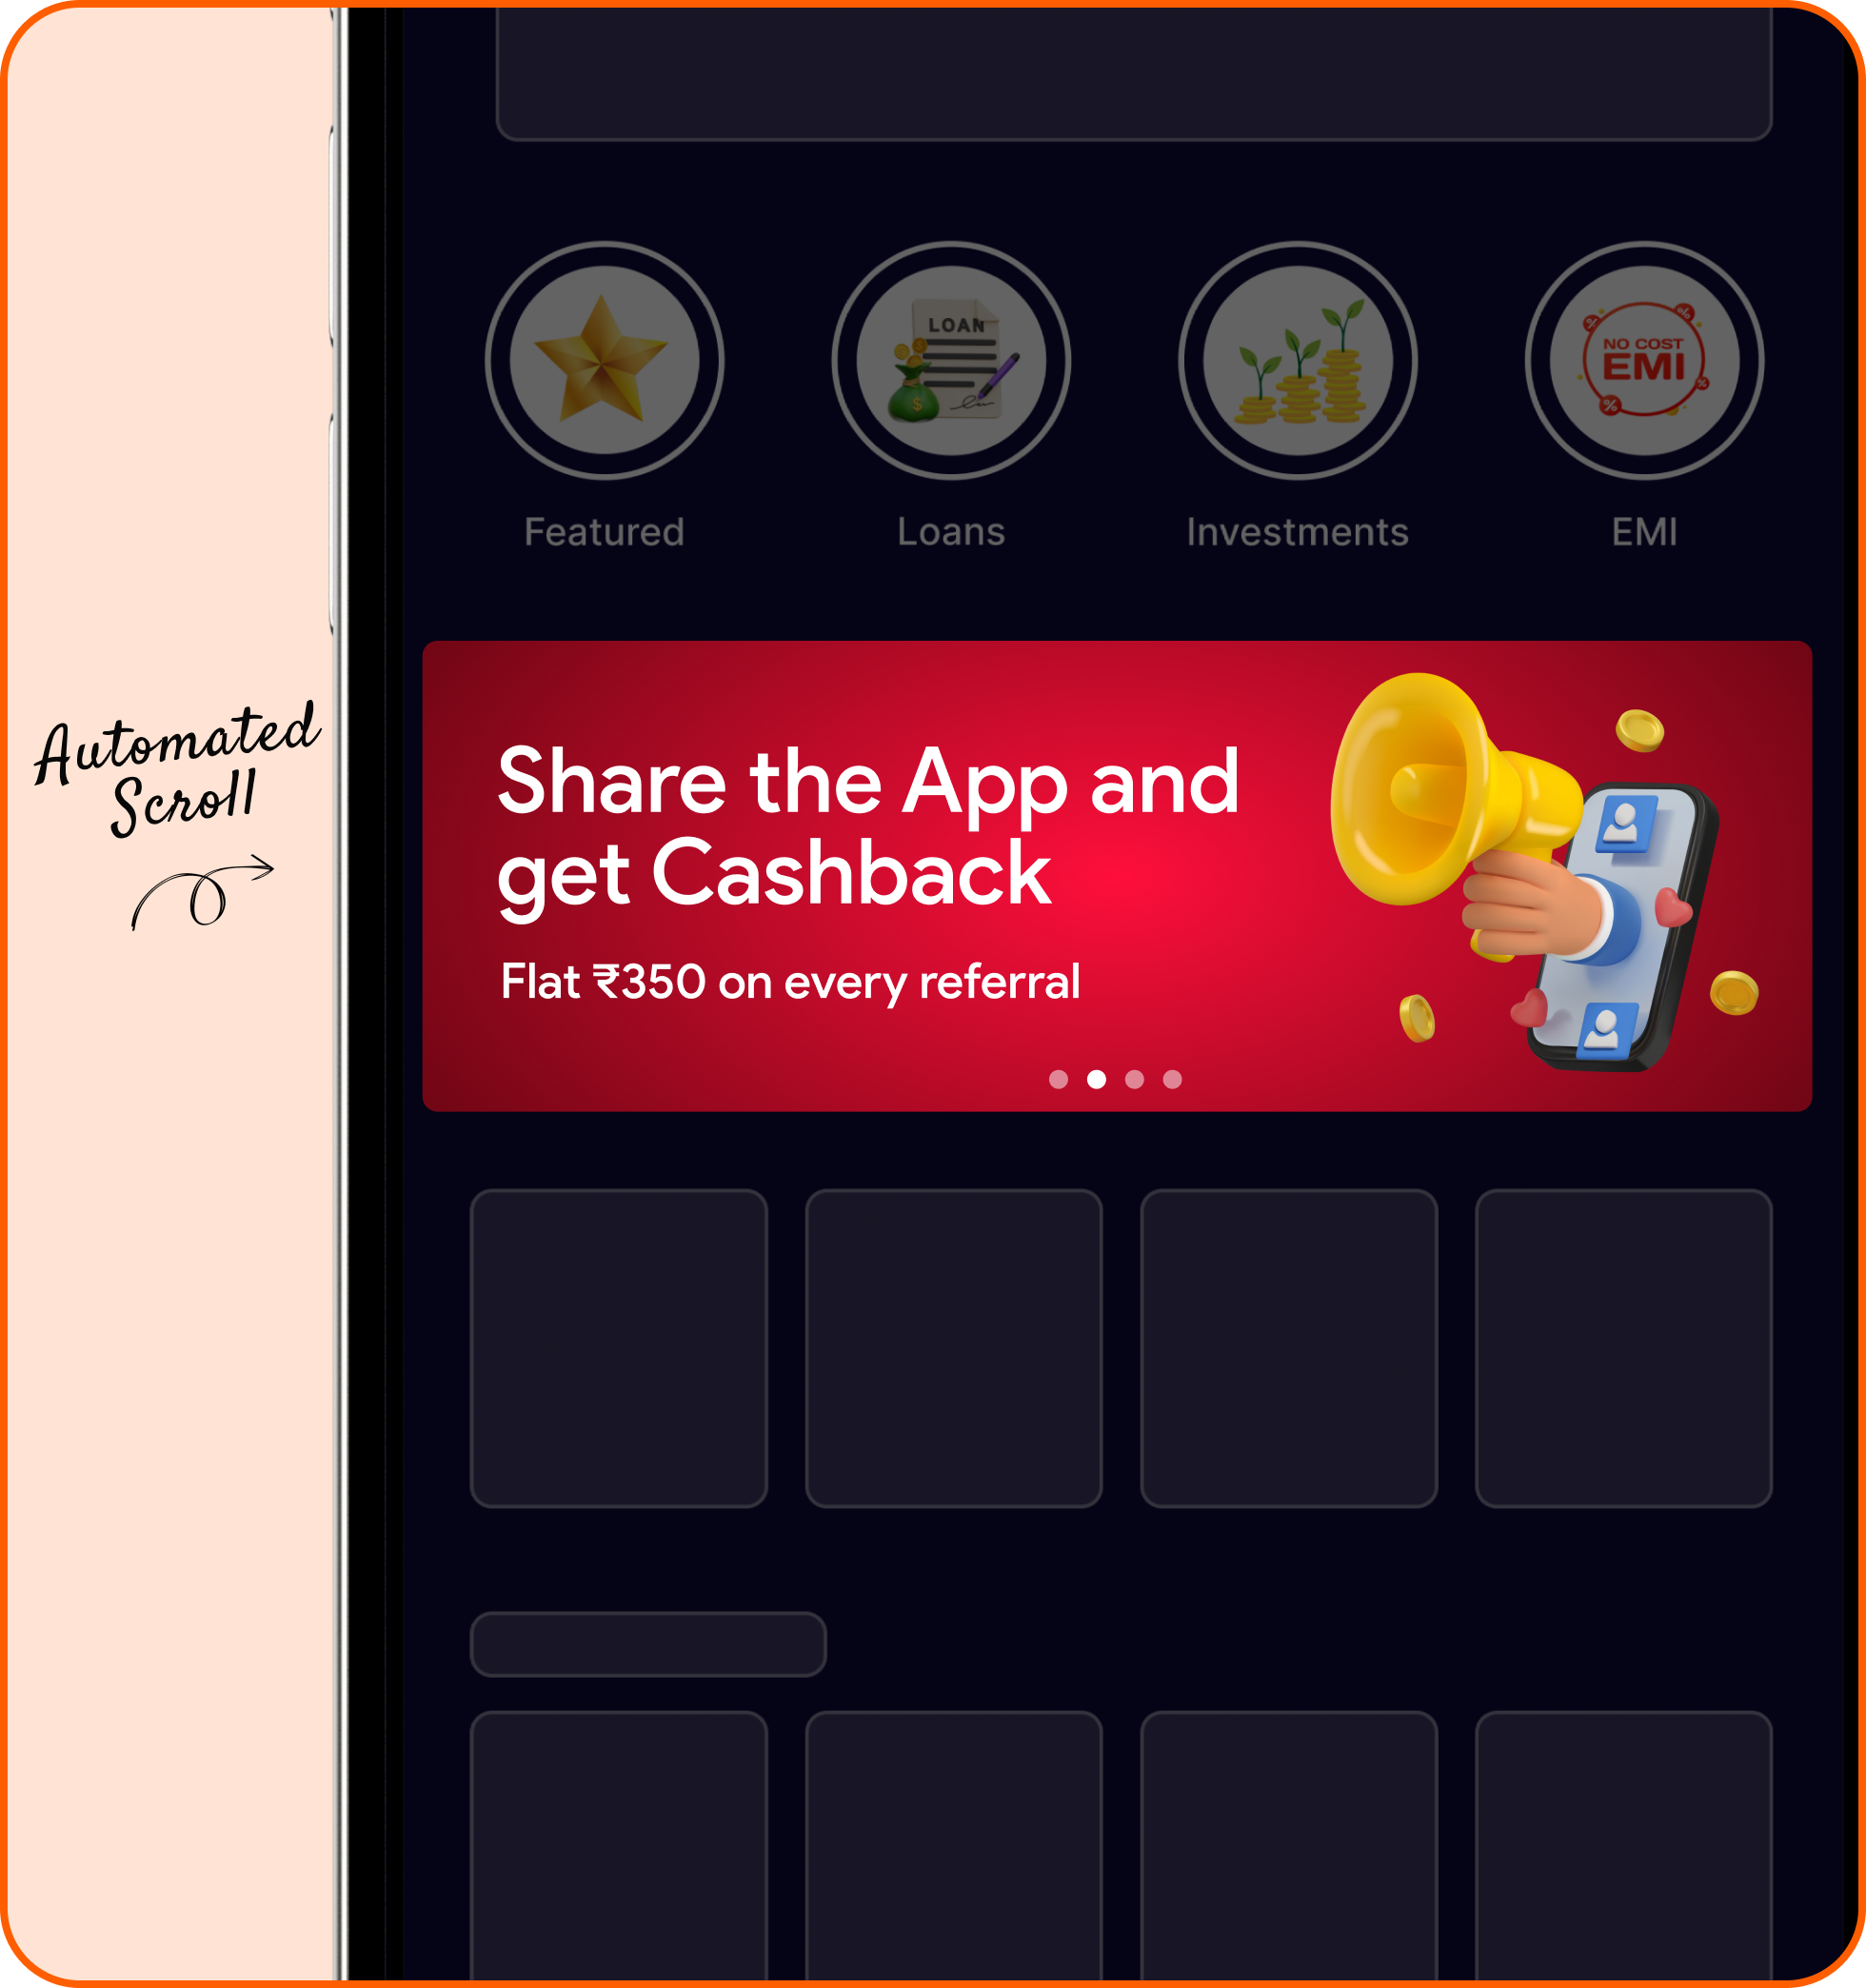 LOAN
$
NO COST
EMI
%
%
%
%
Featured
Loans
Investments
EMI
Automated
Scroll
Share the App and
get Cashback
Flat ₹350 on every referral